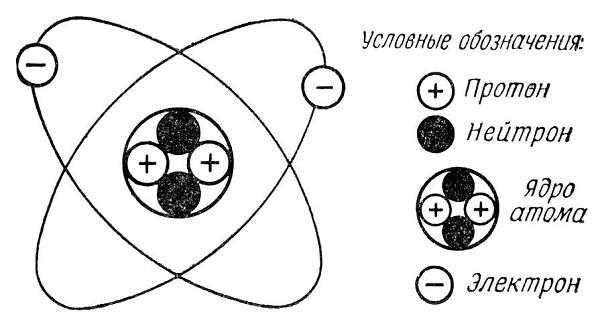 Условные обозначения:
Протон
Нейтрон
Ядро
атома
Электрон